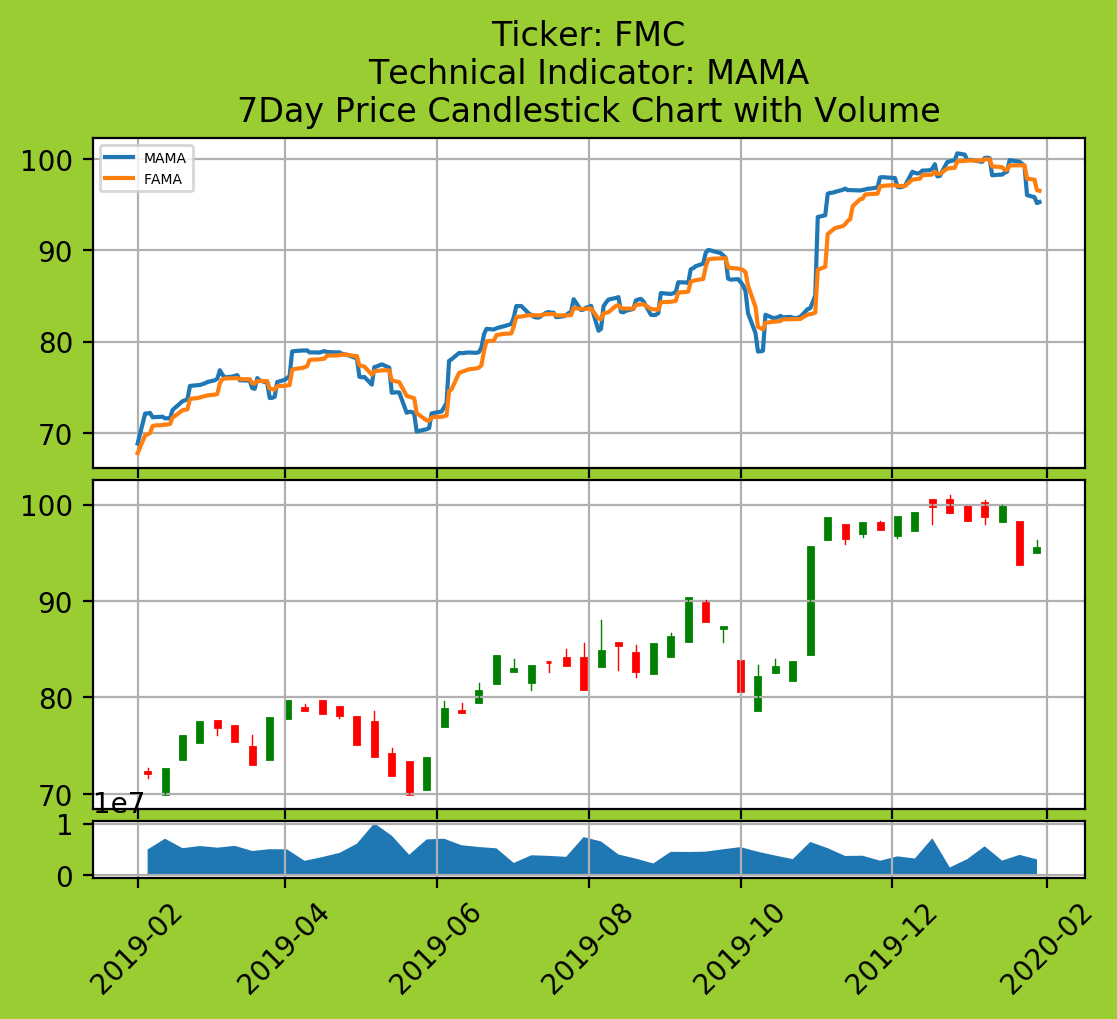 Ticker: FMC
Technical Indicator: MAMA
7Day Price Candlestick Chart with Volume
MAMA
FAMA
100
90
80
70
100
90
80
70
1e7
1
0
2019-02
2019-04
2019-06
2019-08
2019-10
2019-12
2020-02